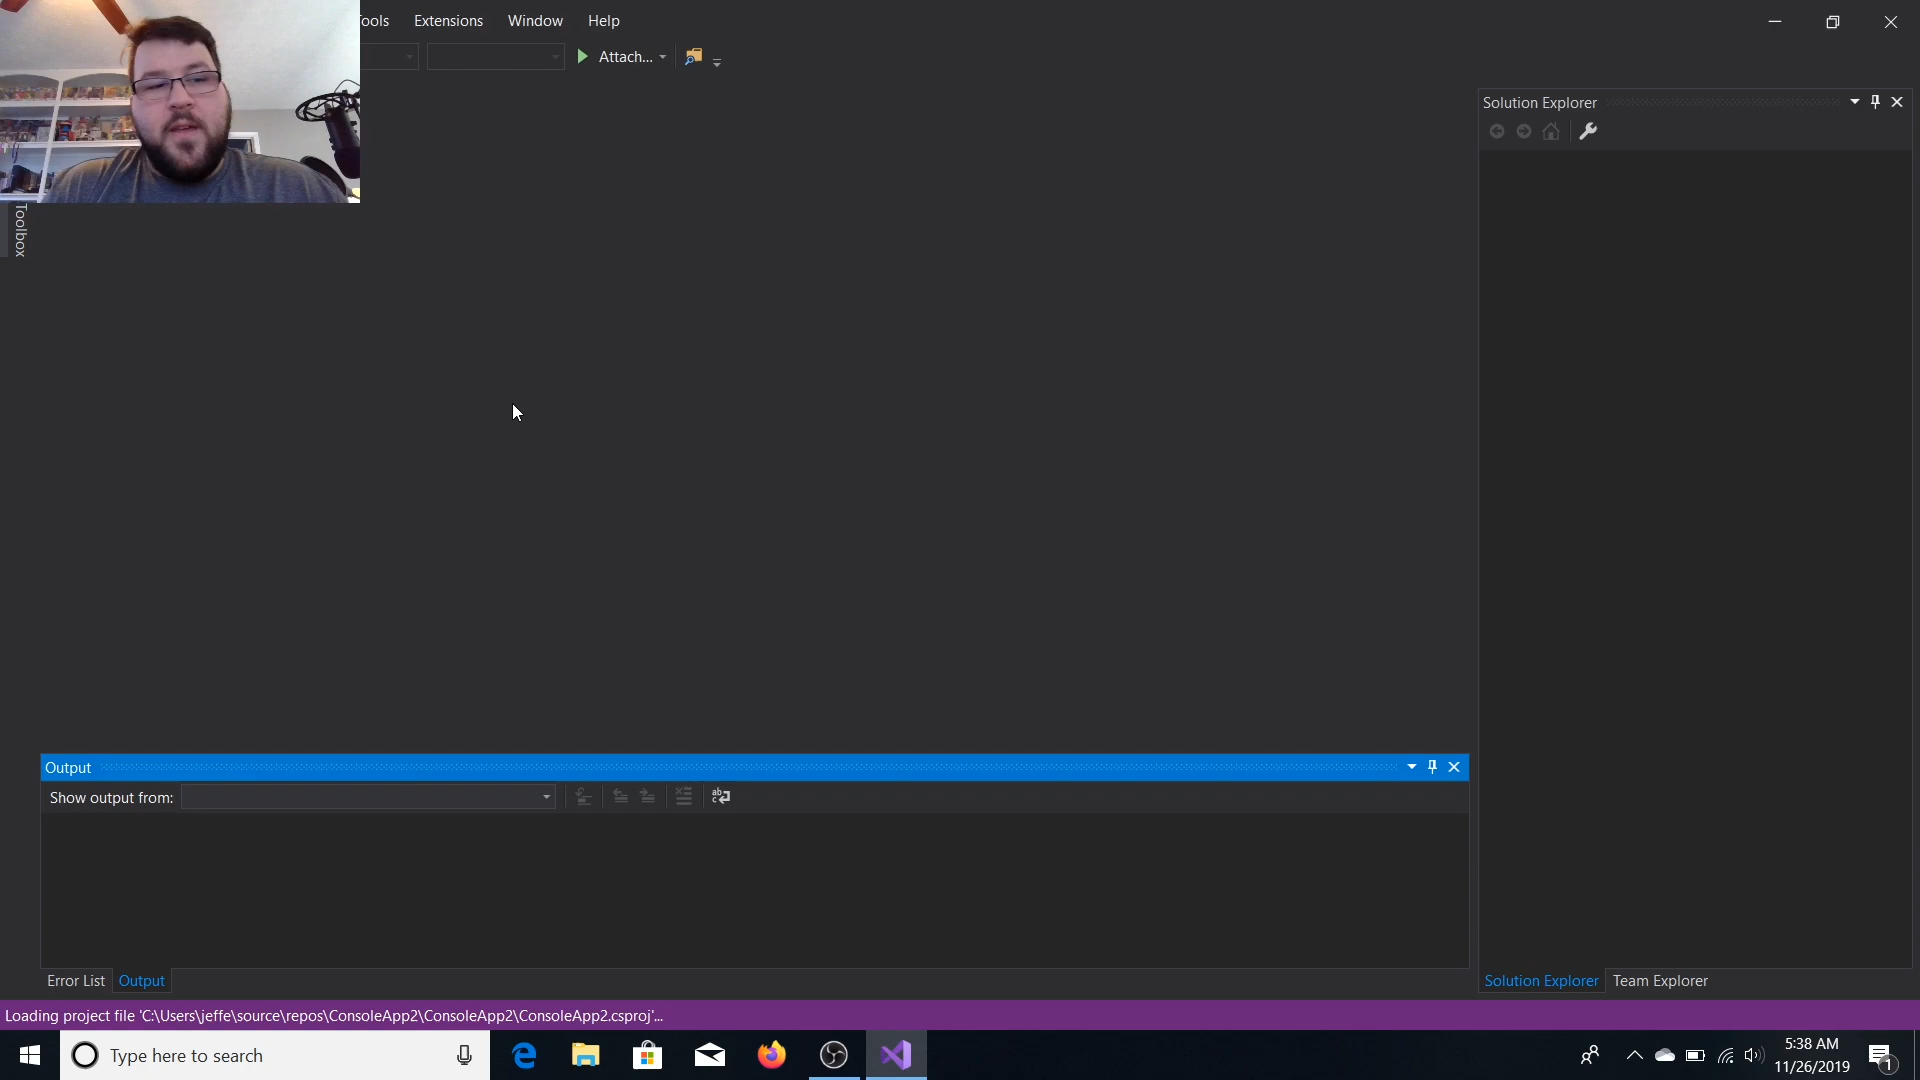 Tools Extensions Window Help
Attach...
Toolbox
Solution Explorer
Output
Show output from:
Error List Output
Solution Explorer Team Explorer
Loading project file 'C:\Users\jeffe\source\repos\ConsoleApp2\ConsoleApp2\ConsoleApp2.csproj'...
Type here to search
5:38 AM
11/26/2019
1